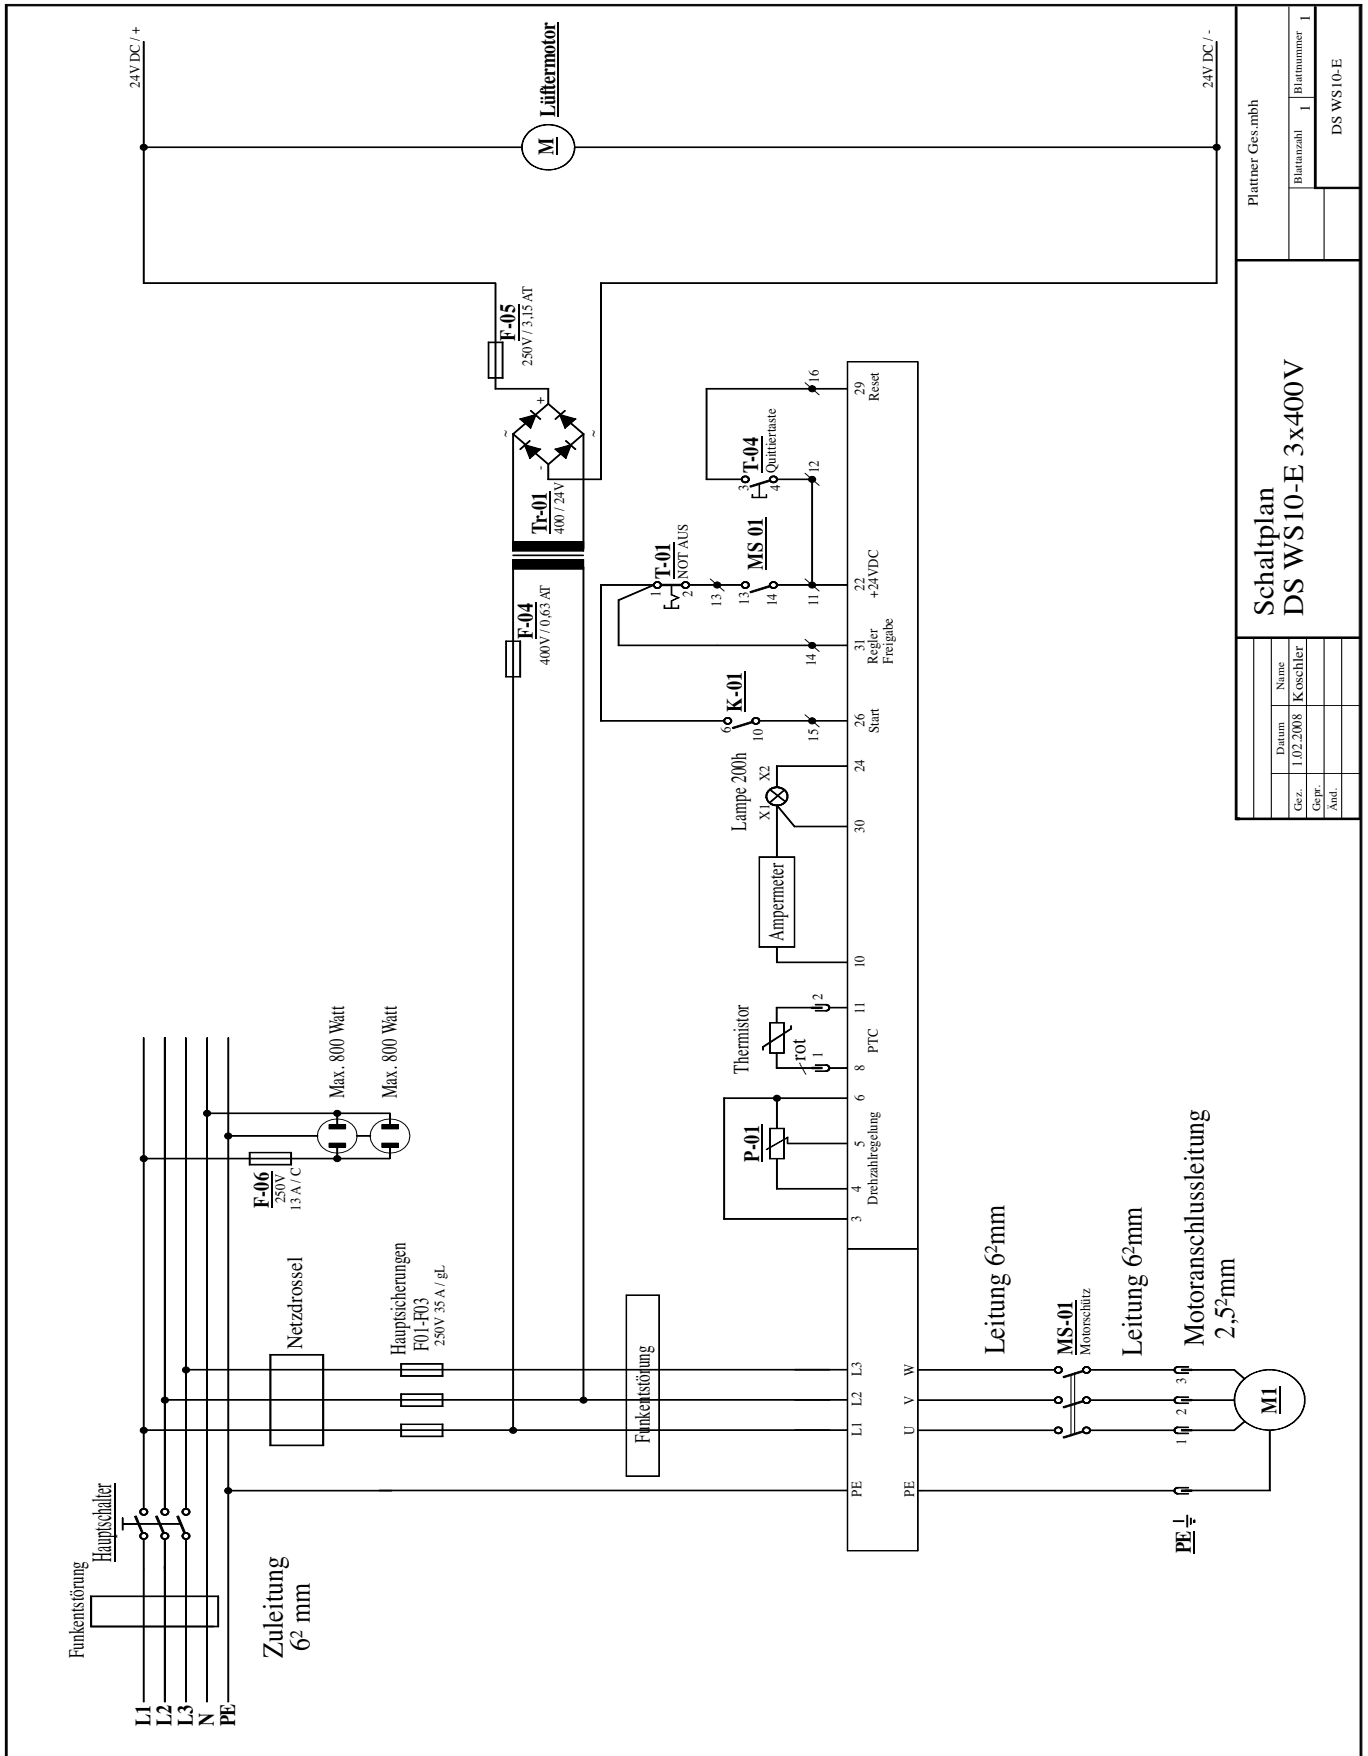 L1
L2
L3
N
PE
Funkentstörung
Hauptschalter
Zuleitung
6² mm
Netzdrossel
Hauptsicherungen
F01-F03
250V 35 A / gL
F-06
250V
13 A / C
Max. 800 Watt
Max. 800 Watt
Funkentstörung
F-04
400V / 0,63 AT
Tr-01
400 / 24V
~
~
-
+
F-05
250V / 3,15 AT
24V DC / +
M
Lüftermotor
24V DC / -
P-01
Thermistor
rot
1
2
Ampermeter
Lampe 200h
X1
X2
K-01
6
10
15
14
T-01
NOT AUS
1
2
13
MS 01
13
14
11
T-04
Quittiertaste
3
4
12
16
PE
L1
L2
L3
3
4
5
6
Drehzahlregelung
8
11
PTC
10
30
24
26
Start
31
Regler
Freigabe
22
+24VDC
29
Reset
PE
U
V
W
Leitung 6²mm
MS-01
Motorschütz
Leitung 6²mm
Motoranschlussleitung
2,5²mm
1
2
3
PE
M1
Datum
Name
Gez.
1.02.2008
Koschler
Gepr.
Änd.
Schaltplan
DS WS10-E 3x400V
Plattner Ges.mbh
Blattanzahl
1
Blattnummer
1
DS WS10-E